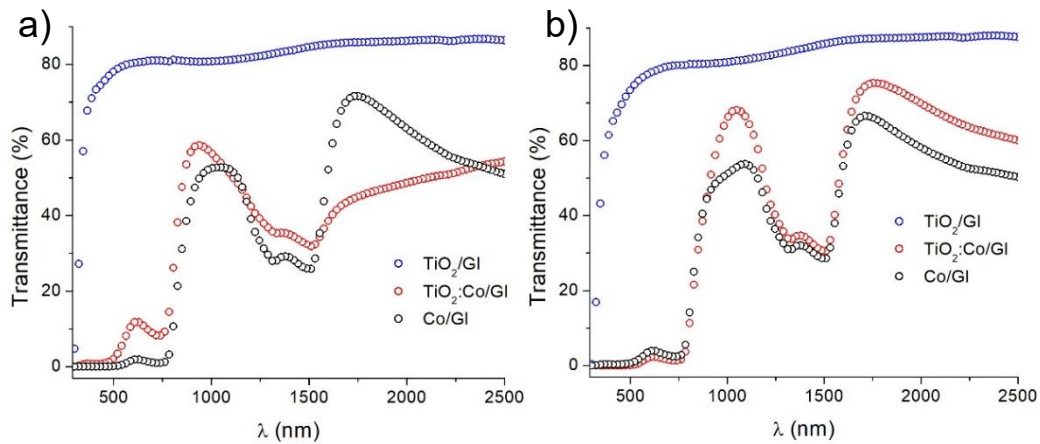 a)
Transmittance (%)
80
60
40
20
0
500
1000
1500
2000
2500
λ (nm)
TiO₂/Gl
TiO₂:Co/Gl
Co/Gl
b)
Transmittance (%)
80
60
40
20
0
500
1000
1500
2000
2500
λ (nm)
TiO₂/Gl
TiO₂:Co/Gl
Co/Gl